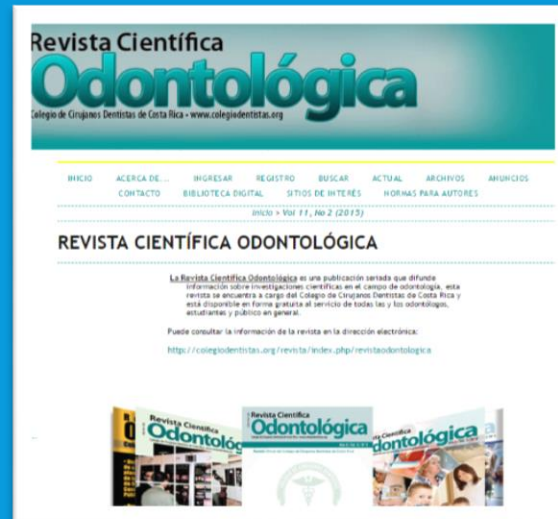 Revista Científica
Odontológica
Colegio de Cirujanos Dentistas de Costa Rica - www.colegiodentistas.org
INICIO ACERCA DE... INGRESAR REGISTRO BUSCAR ACTUAL ARCHIVOS ANUNCIOS
CONTACTO BIBLIOTECA DIGITAL SITIOS DE INTERÉS NORMAS PARA AUTORES
Inicio > Vol 11, No 2 (2015)
REVISTA CIENTÍFICA ODONTOLÓGICA
La Revista Científica Odontológica es una publicación seriada que difunde
información sobre investigaciones científicas en el campo de odontología, esta
revista se encuentra a cargo del Colegio de Cirujanos Dentistas de Costa Rica y
está disponible en forma gratuita al servicio de todas las y los odontólogos,
estudiantes y público en general.
Puede consultar la información de la revista en la dirección electrónica:
http://colegiodentistas.org/revista/index.php/revistaodontologica
Revista Científica
Odontológ
Revista Científica
Odontológica
Científica
dontológica